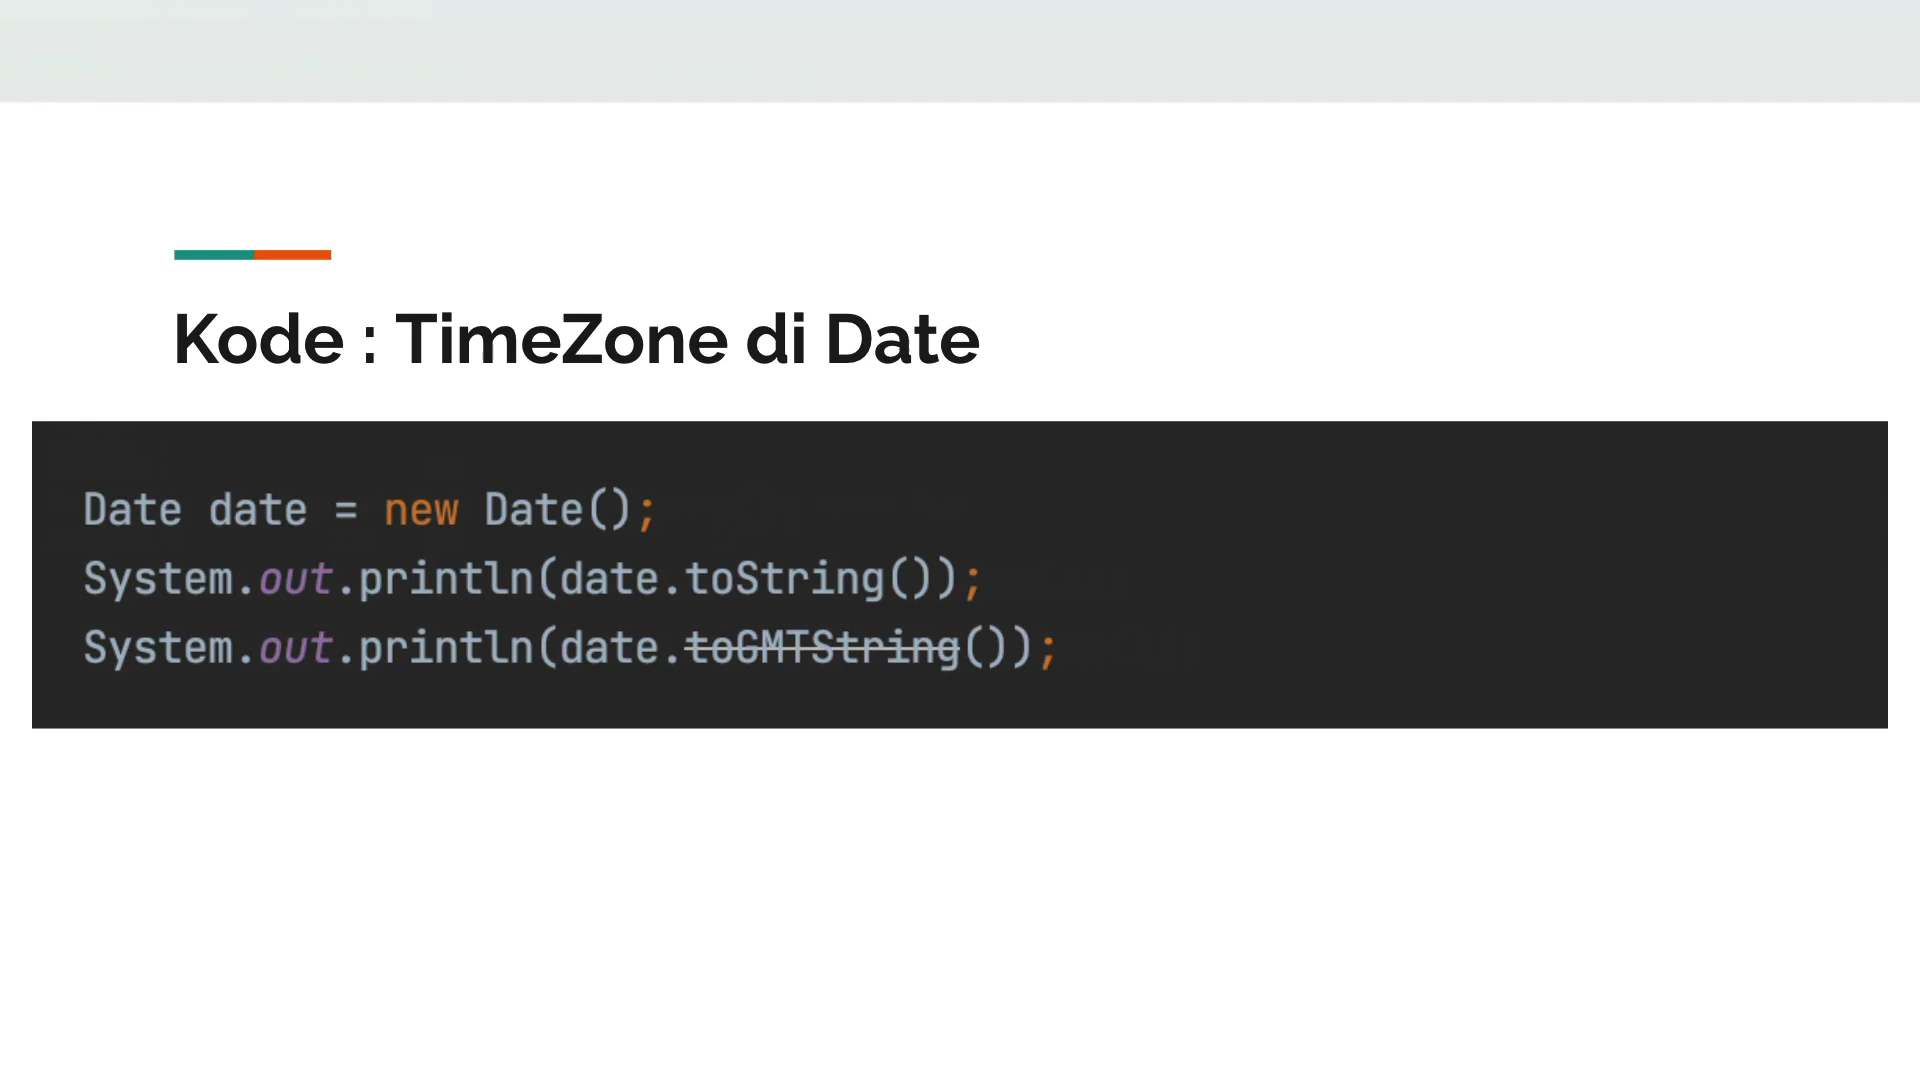 Kode : TimeZone di Date
Date date = new Date();
System.out.println(date.toString());
System.out.println(date.toGMTString());